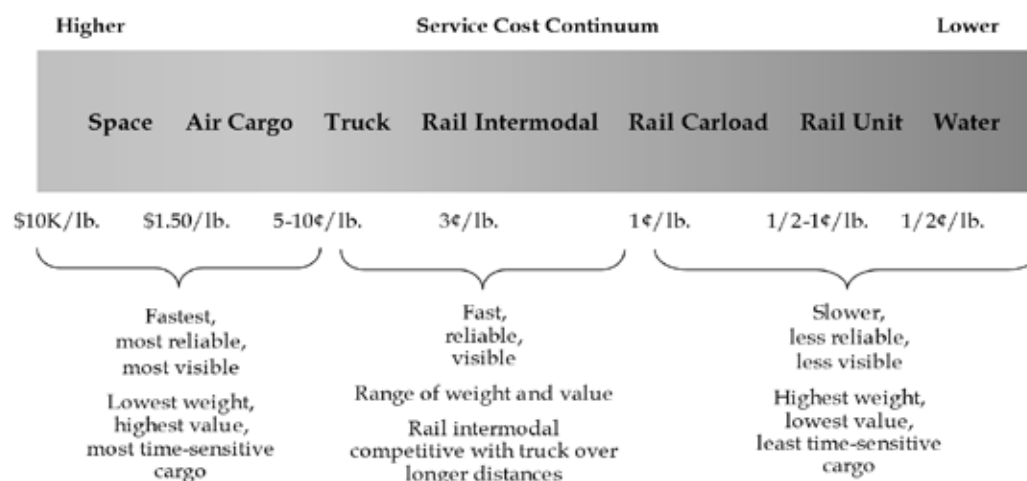 Higher Service Cost Continuum Lower
Space Air Cargo Truck Rail Intermodal Rail Carload Rail Unit Water
$10K/lb. $1.50/lb. 5-10¢/lb. 3¢/lb. 1¢/lb. 1/2-1¢/lb. 1/2¢/lb.
Fastest,
most reliable,
most visible
Lowest weight,
highest value,
most time-sensitive
cargo
Fast,
reliable,
visible
Range of weight and value
Rail intermodal
competitive with truck over
longer distances
Slower,
less reliable,
less visible
Highest weight,
lowest value,
least time-sensitive
cargo